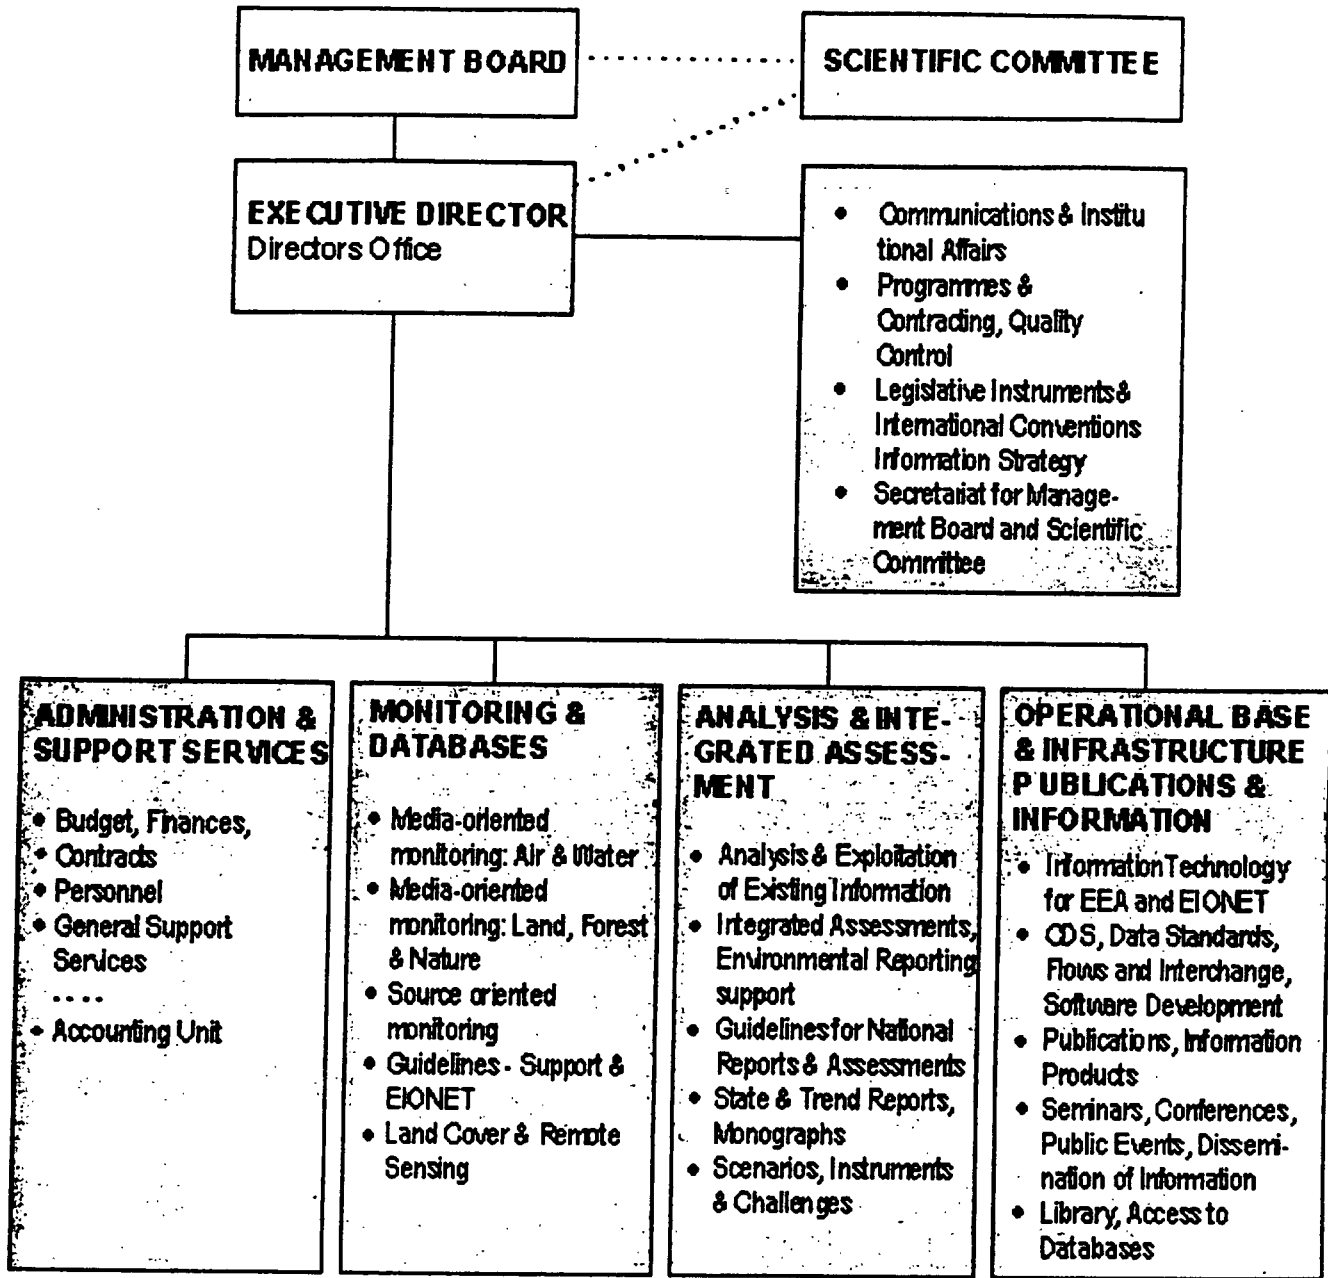 MANAGEMENT BOARD
SCIENTIFIC COMMITTEE
EXECUTIVE DIRECTOR
Directors Office
• Communications & Institu
tional Affairs
• Programmes &
Contracting, Quality
Control
• Legislative Instruments &
International Conventions
Information Strategy
• Secretariat for Manage-
ment Board and Scientific
Committee
ADMINISTRATION &
SUPPORT SERVICES
• Budget, Finances,
• Contracts
• Personnel
• General Support
Services
....
• Accounting Unit
MONITORING &
DATABASES
• Media-oriented
monitoring: Air & Water
• Media-oriented
monitoring: Land, Forest
& Nature
• Source oriented
monitoring
• Guidelines - Support &
EIONET
• Land Cover & Remote
Sensing
ANALYSIS & INTE-
GRATED ASSESS-
MENT
• Analysis & Exploitation
of Existing Information
• Integrated Assessments,
Environmental Reporting
support
• Guidelines for National
Reports & Assessments
• State & Trend Reports,
Monographs
• Scenarios, Instruments
& Challenges
OPERATIONAL BASE
& INFRASTRUCTURE
PUBLICATIONS &
INFORMATION
• Information Technology
for EEA and EIONET
• CDS, Data Standards,
Flows and Interchange,
Software Development
• Publications, Information
Products
• Seminars, Conferences,
Public Events, Dissemi-
nation of Information
• Library, Access to
Databases